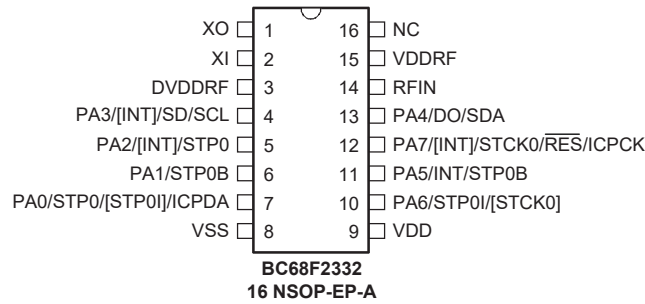 XO 1 16 NC
XI 2 15 VDDRF
DVDDRF 3 14 RFIN
PA3/[INT]/SD/SCL 4 13 PA4/DO/SDA
PA2/[INT]/STP0 5 12 PA7/[INT]/STCK0/RES/ICPCK
PA1/STP0B 6 11 PA5/INT/STP0B
PA0/STP0/[STP0I]/ICPDA 7 10 PA6/STP0I/[STCK0]
VSS 8 9 VDD
BC68F2332
16 NSOP-EP-A